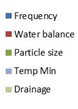 Frequency
Water balance
Particle size
Temp Min
Drainage